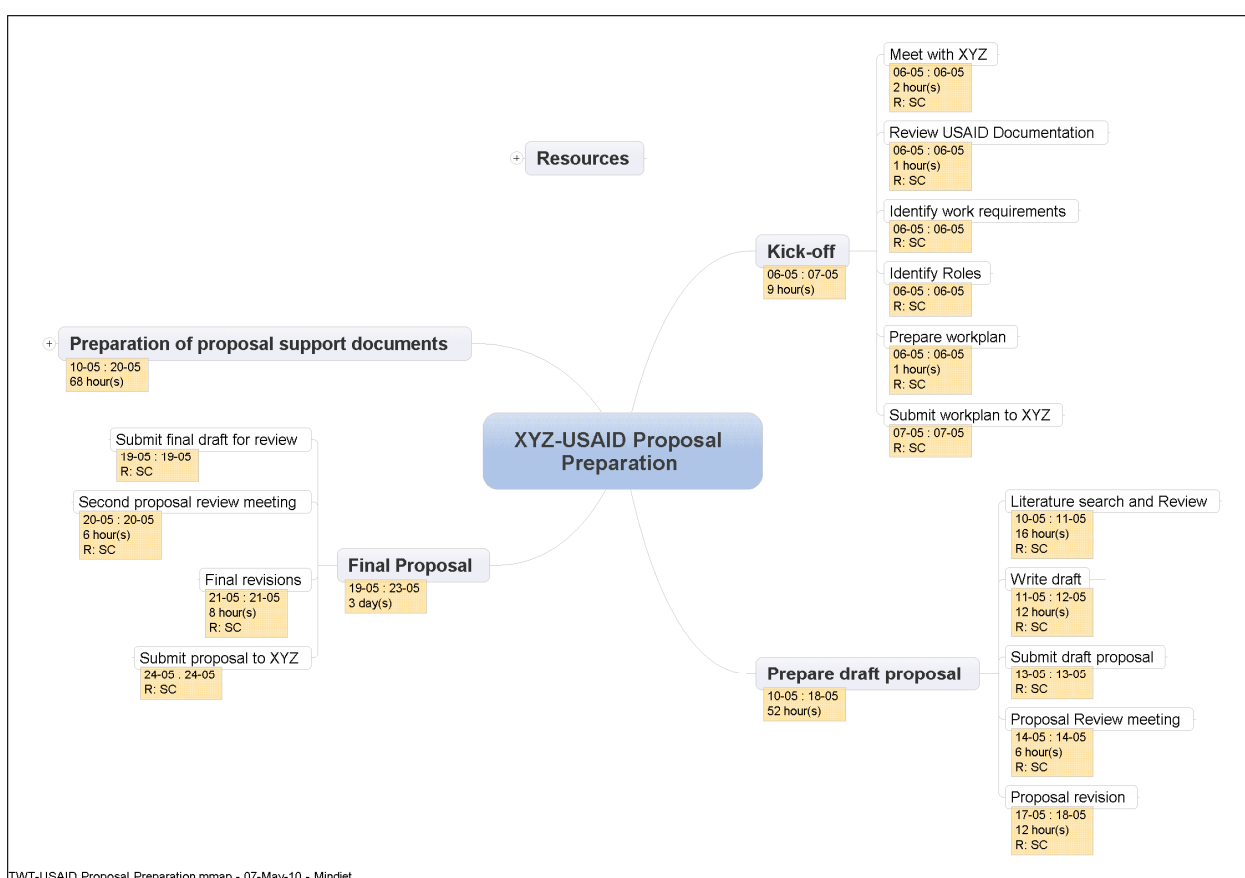 Resources
Kick-off
06-05 : 07-05
9 hour(s)
Meet with XYZ
06-05 : 06-05
2 hour(s)
R: SC
Review USAID Documentation
06-05 : 06-05
1 hour(s)
R: SC
Identify work requirements
06-05 : 06-05
R: SC
Identify Roles
06-05 : 06-05
R: SC
Prepare workplan
06-05 : 06-05
1 hour(s)
R: SC
Submit workplan to XYZ
07-05 : 07-05
R: SC
Preparation of proposal support documents
10-05 : 20-05
68 hour(s)
XYZ-USAID Proposal
Preparation
Submit final draft for review
19-05 : 19-05
R: SC
Second proposal review meeting
20-05 : 20-05
6 hour(s)
R: SC
Final revisions
21-05 : 21-05
8 hour(s)
R: SC
Submit proposal to XYZ
24-05 . 24-05
R: SC
Final Proposal
19-05 : 23-05
3 day(s)
Prepare draft proposal
10-05 : 18-05
52 hour(s)
Literature search and Review
10-05 : 11-05
16 hour(s)
R: SC
Write draft
11-05 : 12-05
12 hour(s)
R: SC
Submit draft proposal
13-05 : 13-05
R: SC
Proposal Review meeting
14-05 : 14-05
6 hour(s)
R: SC
Proposal revision
17-05 : 18-05
12 hour(s)
R: SC
TWT-USAID Proposal Preparation.mmap - 07-May-10 - Mindjet